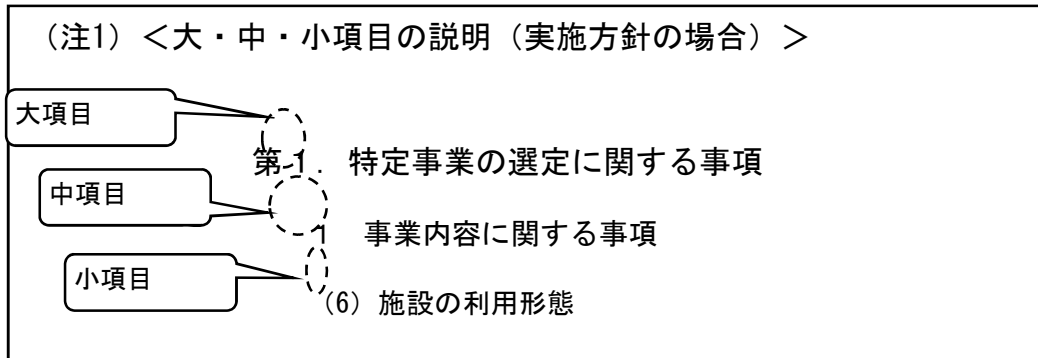 （注1）＜大・中・小項目の説明（実施方針の場合）＞
大項目
第1. 特定事業の選定に関する事項
中項目
1 事業内容に関する事項
小項目
（6）施設の利用形態